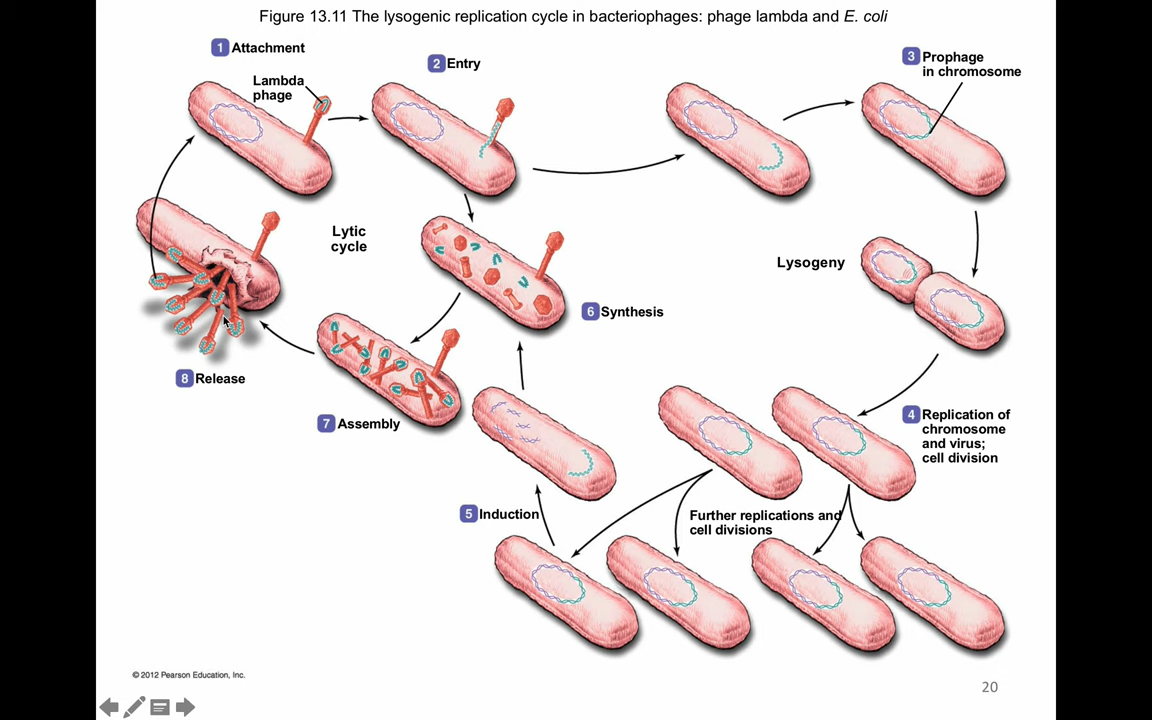 Figure 13.11 The lysogenic replication cycle in bacteriophages: phage lambda and E. coli
1 Attachment
Lambda
phage
2 Entry
3 Prophage
in chromosome
Lytic
cycle
Lysogeny
6 Synthesis
8 Release
7 Assembly
4 Replication of
chromosome
and virus;
cell division
5 Induction
Further replications and
cell divisions
© 2012 Pearson Education, Inc.
20